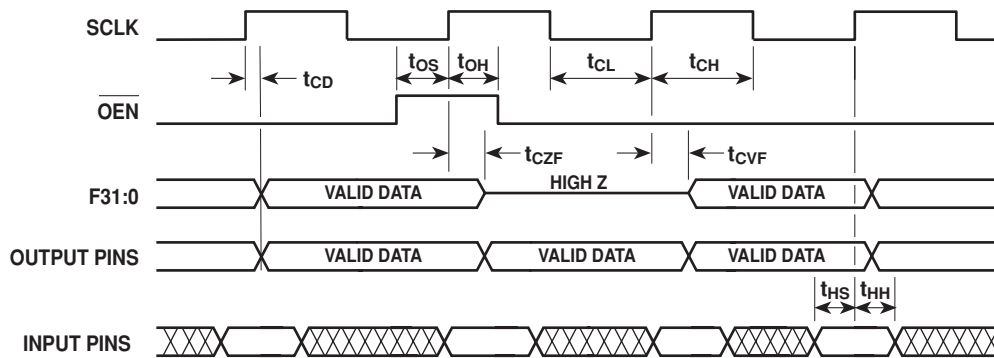 SCLK
tOS tOH tCL tCH
tCD
OEN
tCZF tCVF
F31:0 VALID DATA HIGH Z VALID DATA
OUTPUT PINS VALID DATA VALID DATA VALID DATA
tHS tHH
INPUT PINS